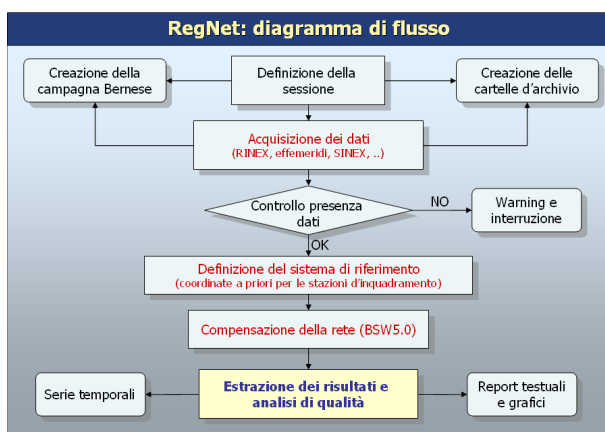 RegNet: diagramma di flusso
Creazione della
campagna Bernese
Definizione della
sessione
Creazione delle
cartelle d'archivio
Acquisizione dei dati
(RINEX, effemeridi, SINEX, ..)
Controllo presenza
dati
NO
Warning e
interruzione
OK
Definizione del sistema di riferimento
(coordinate a priori per le stazioni d'inquadramento)
Compensazione della rete (BSW5.0)
Serie temporali
Estrazione dei risultati e
analisi di qualità
Report testuali
e grafici